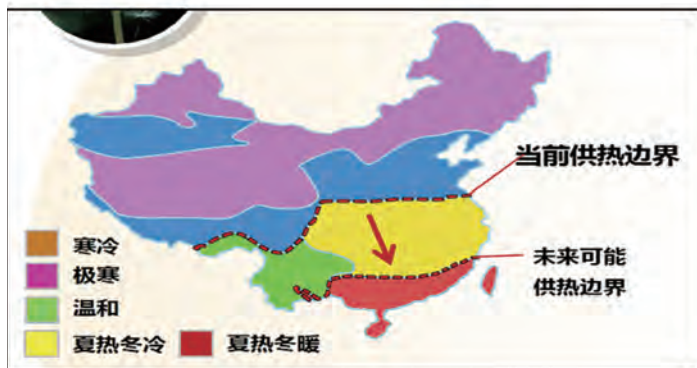 当前供热边界
未来可能
供热边界
寒冷
极寒
温和
夏热冬冷
夏热冬暖